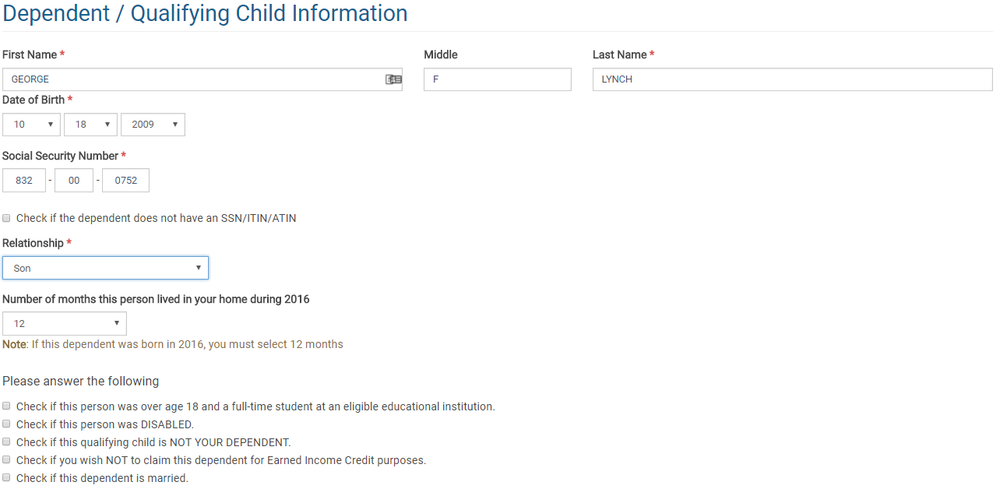 Dependent / Qualifying Child Information
First Name * Middle Last Name *
GEORGE F LYNCH
Date of Birth *
10 18 2009
Social Security Number *
832 - 00 - 0752
Check if the dependent does not have an SSN/ITIN/ATIN
Relationship *
Son
Number of months this person lived in your home during 2016
12
Note: If this dependent was born in 2016, you must select 12 months
Please answer the following
Check if this person was over age 18 and a full-time student at an eligible educational institution.
Check if this person was DISABLED.
Check if this qualifying child is NOT YOUR DEPENDENT.
Check if you wish NOT to claim this dependent for Earned Income Credit purposes.
Check if this dependent is married.